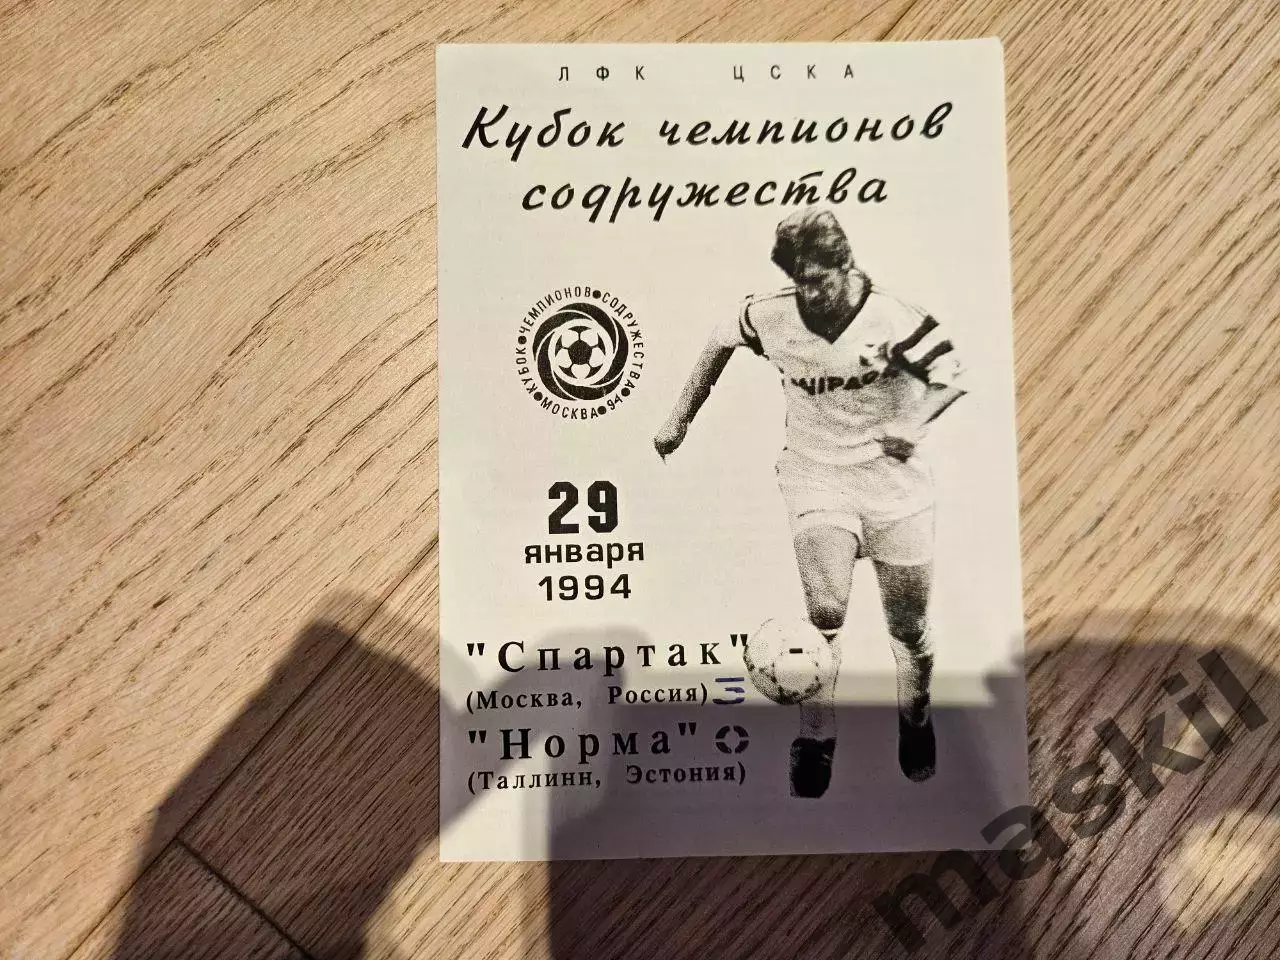 ЛФК ЦСКА
Кубок чемпионов
содружества
КУБОК•ЧЕМПИОНОВ•СОДРУЖЕСТВА
•МОСКВА•94•
29
января
1994
"Спартак" -
(Москва, Россия) 3
"Норма" 0
(Таллинн, Эстония)
maskil